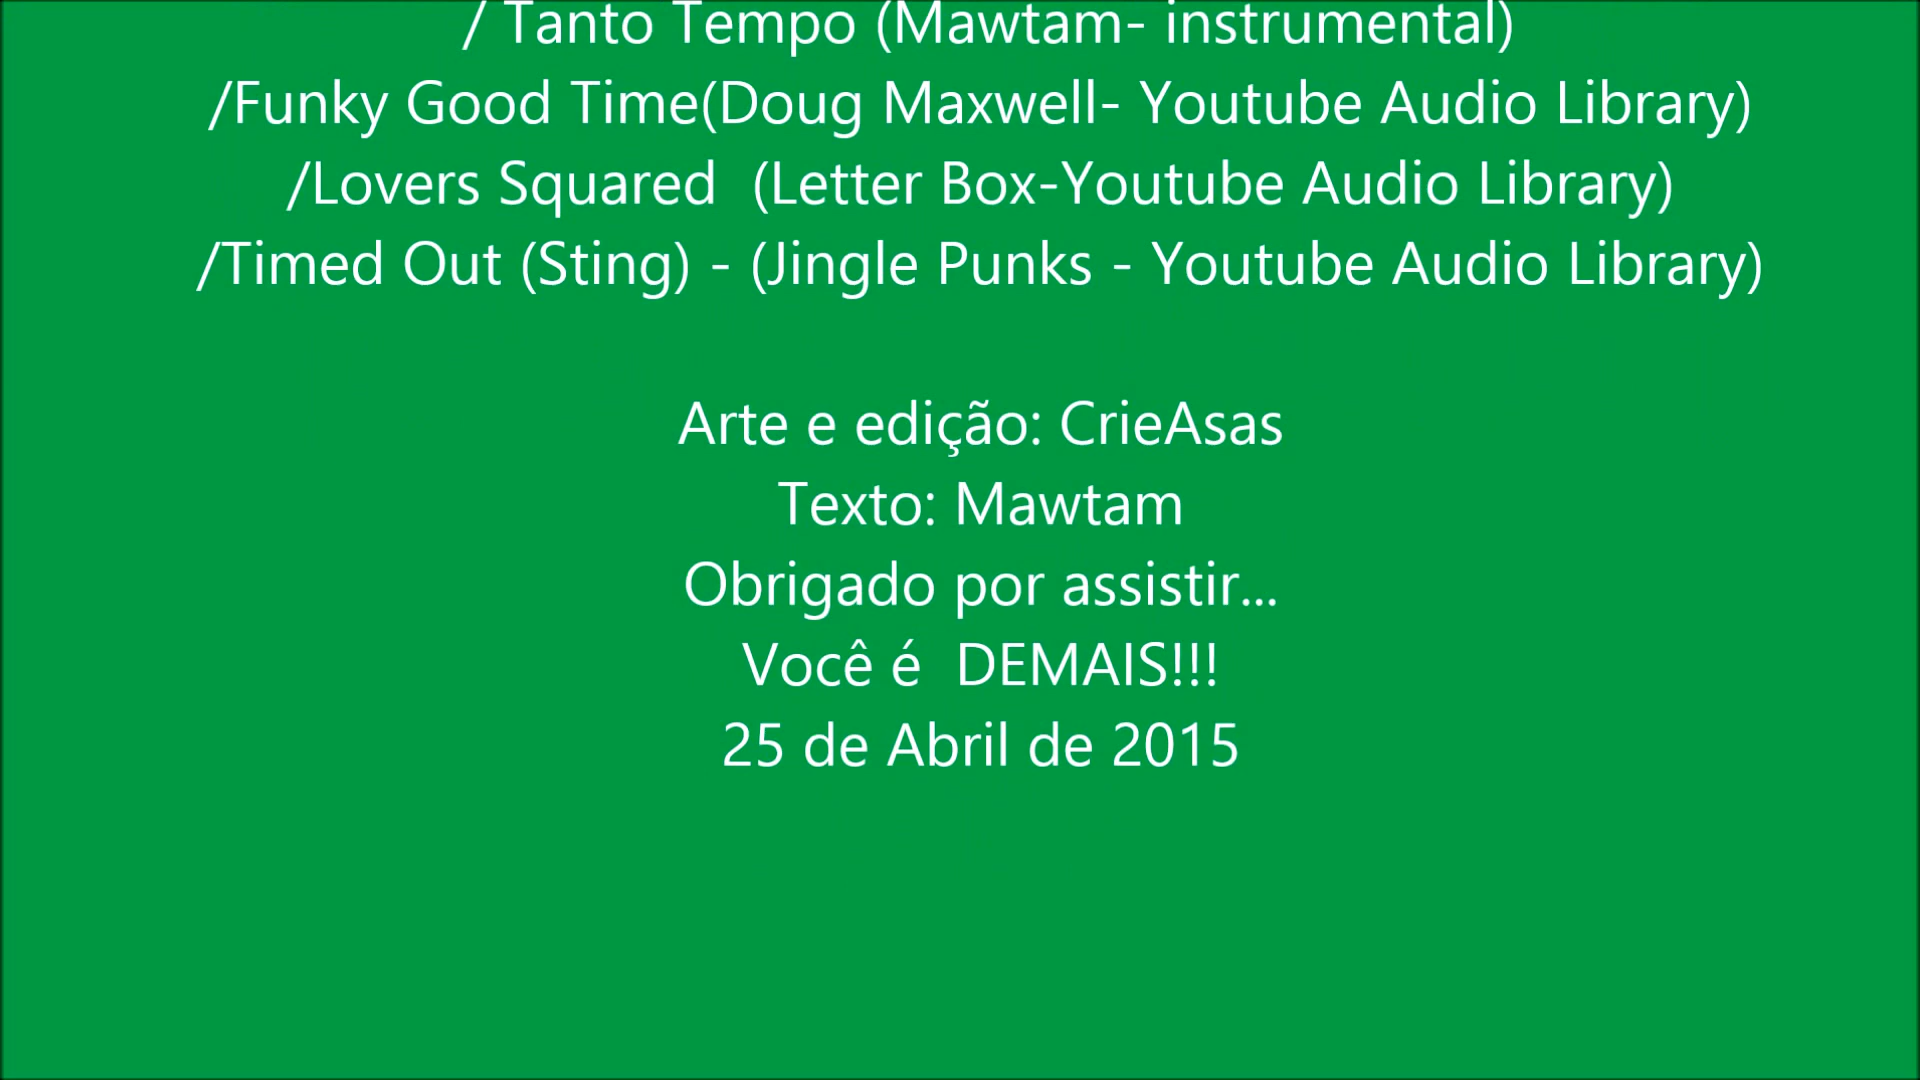 / Tanto Tempo (Mawtam- instrumental)
/Funky Good Time(Doug Maxwell- Youtube Audio Library)
/Lovers Squared  (Letter Box-Youtube Audio Library)
/Timed Out (Sting) - (Jingle Punks - Youtube Audio Library)
Arte e edição: CrieAsas
Texto: Mawtam
Obrigado por assistir...
Você é  DEMAIS!!!
25 de Abril de 2015